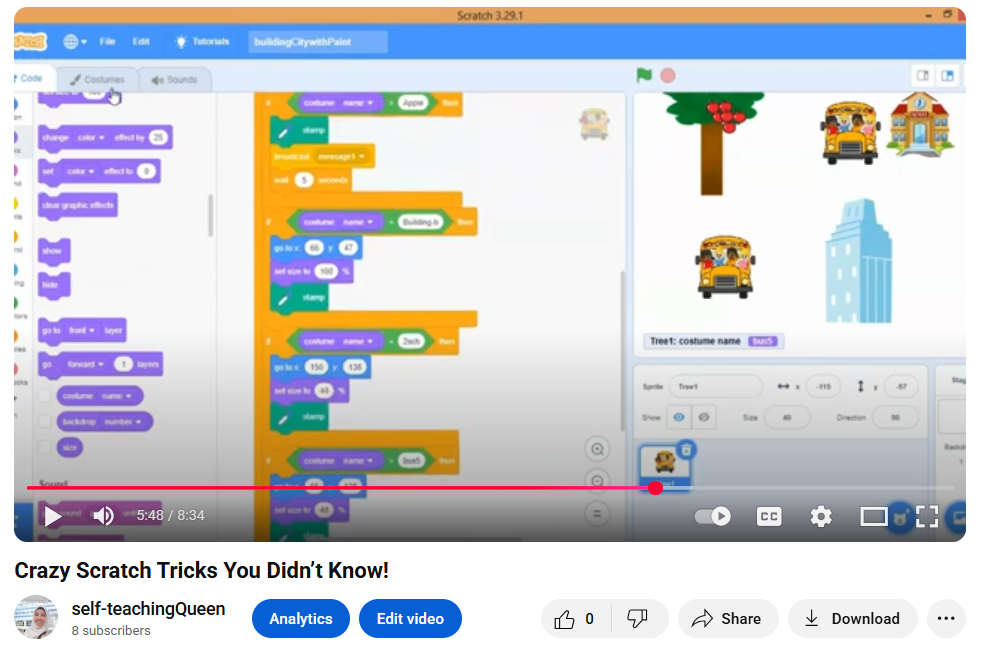 Scratch 3.29.1
File Edit Tutorials buildingCitywithPaint
Code Costumes Sounds
change color effect by 25
set color effect to 0
clear graphic effects
show
hide
go to front layer
go forward 1 layers
costume name
backdrop number
size
Sound
if costume name = Apple then
stamp
broadcast message1
wait 5 seconds
if costume name = Building-b then
go to x: 66 y: 47
set size to 100 %
stamp
if costume name = then
go to x: 150 y: 138
set size to 40 %
stamp
if costume name = bus5 then
set size to %
Tree1: costume name bus5
Sprite Tree1 x -115 y -57
Show Size 40 Direction 90
5:48 / 8:34
CC
Crazy Scratch Tricks You Didn’t Know!
self-teachingQueen
8 subscribers
Analytics
Edit video
0
Share
Download